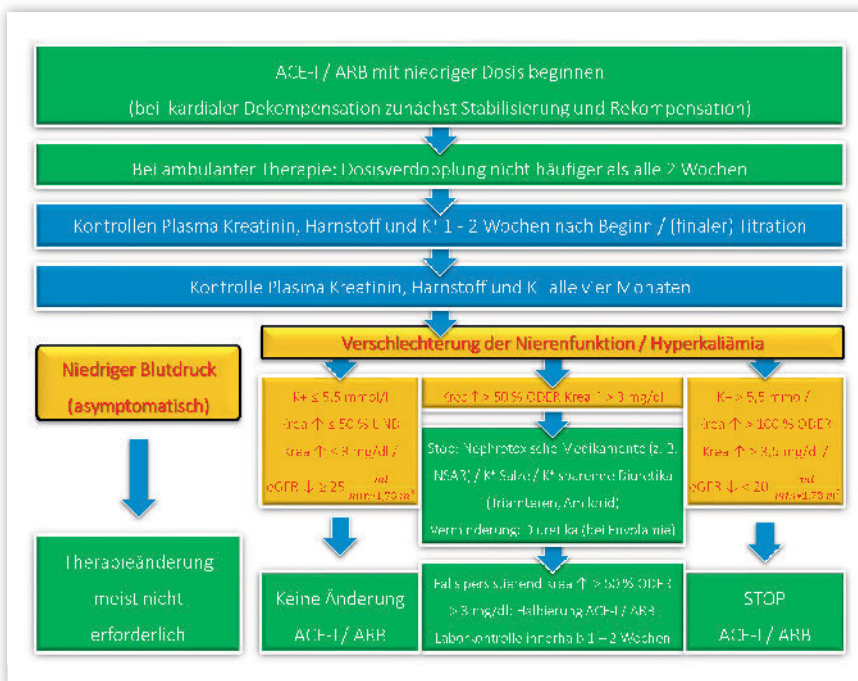 ACE-I / ARB mit niedriger Dosis beginnen
(bei kardialer Dekompensation zunächst Stabilisierung und Rekompensation)
Bei ambulanter Therapie: Dosisverdopplung nicht häufiger als alle 2 Wochen
Kontrollen Plasma Kreatinin, Harnstoff und K⁺ 1 - 2 Wochen nach Beginn / (finaler) Titration
Kontrolle Plasma Kreatinin, Harnstoff und K alle vier Monaten
Verschlechterung der Nierenfunktion / Hyperkaliämia
Niedriger Blutdruck
(asymptomatisch)
Therapieänderung
meist nicht
erforderlich
K+ ≤ 5,5 mmol/l
Krea ↑ ≤ 50 % UND
Krea ↑ < 3 mg/dl /
eGFR ↓ ≥ 25 ml
Keine Änderung
ACE-I / ARB
Krea ↑ > 50 % ODER Krea ↑ > 3 mg/dl
Stop: Nephrotoxische Medikamente (z. B.
NSAR) / K⁺ Salze / K⁺ sparende Diuretika
(Triamteren, Amilorid)
Verminderung: Diuretika (bei Euvolämie)
Falls persistierend Krea ↑ > 50 % ODER
> 3 mg/dl: Halbierung ACE-I / ARB
Laborkontrolle innerhalb 1 – 2 Wochen
K+ > 5,5 mmol/
Krea ↑ > 100 % ODER
Krea ↑ > 3,5 mg/dl /
eGFR ↓ < 20 ml
STOP
ACE-I / ARB